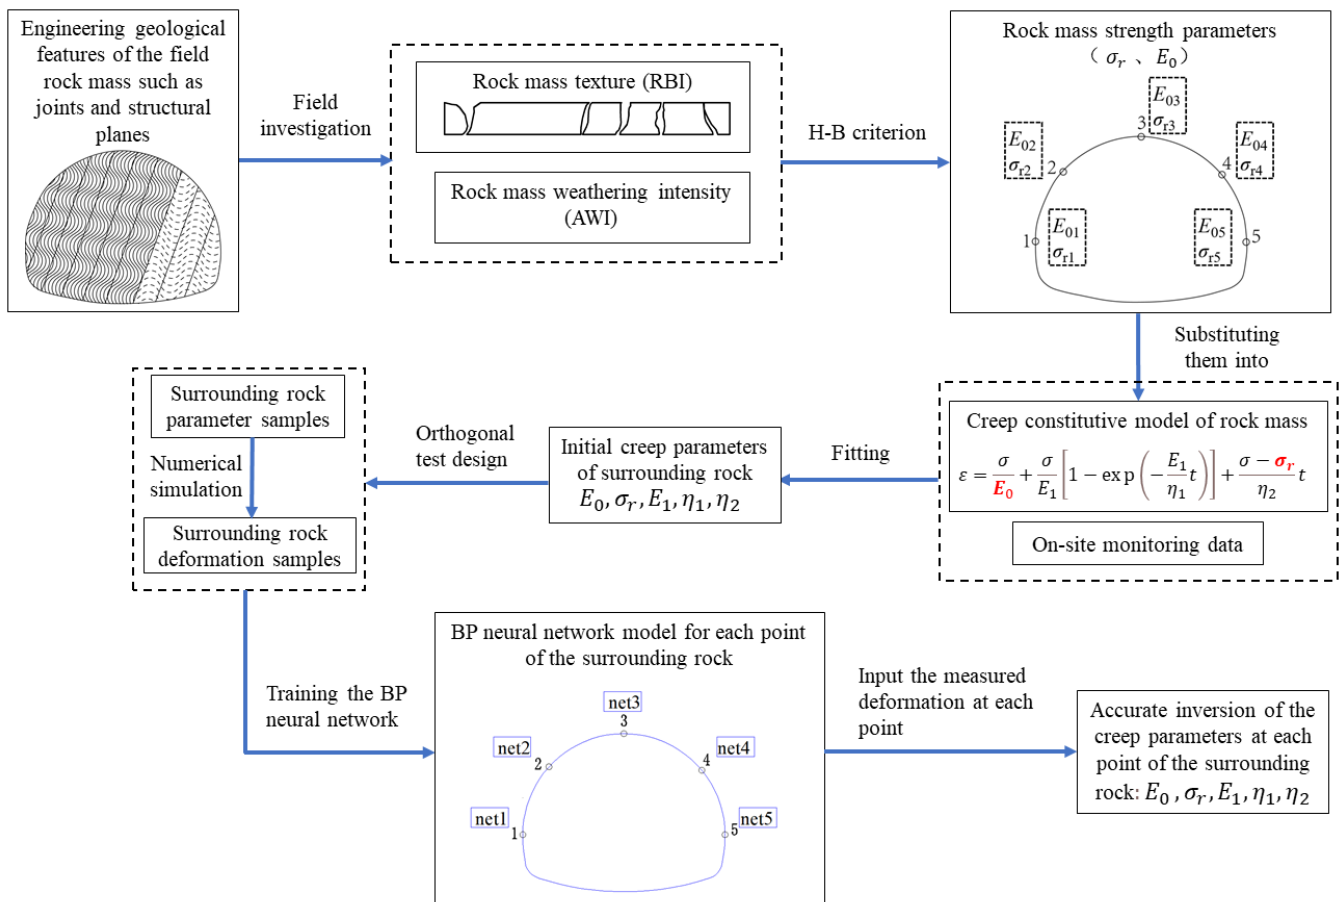 Engineering geological
features of the field
rock mass such as
joints and structural
planes
Field
investigation
Rock mass texture (RBI)
Rock mass weathering intensity
(AWI)
H-B criterion
Rock mass strength parameters
( σr 、 E0 )
E03
σr3
3
E02
σr2
2
E04
σr4
4
E01
σr1
1
E05
σr5
5
Substituting
them into
Creep constitutive model of rock mass
ε = σ/E0 + σ/E1 [1 − exp(−E1/η1 t)] + (σ − σr)/η2 t
On-site monitoring data
Fitting
Initial creep parameters
of surrounding rock
E0, σr, E1, η1, η2
Orthogonal
test design
Surrounding rock
parameter samples
Numerical
simulation
Surrounding rock
deformation samples
Training the BP
neural network
BP neural network model for each point
of the surrounding rock
net3
3
net2
2
net4
4
net1
1
net5
5
Input the measured
deformation at each
point
Accurate inversion of the
creep parameters at each
point of the surrounding
rock: E0 , σr, E1, η1, η2